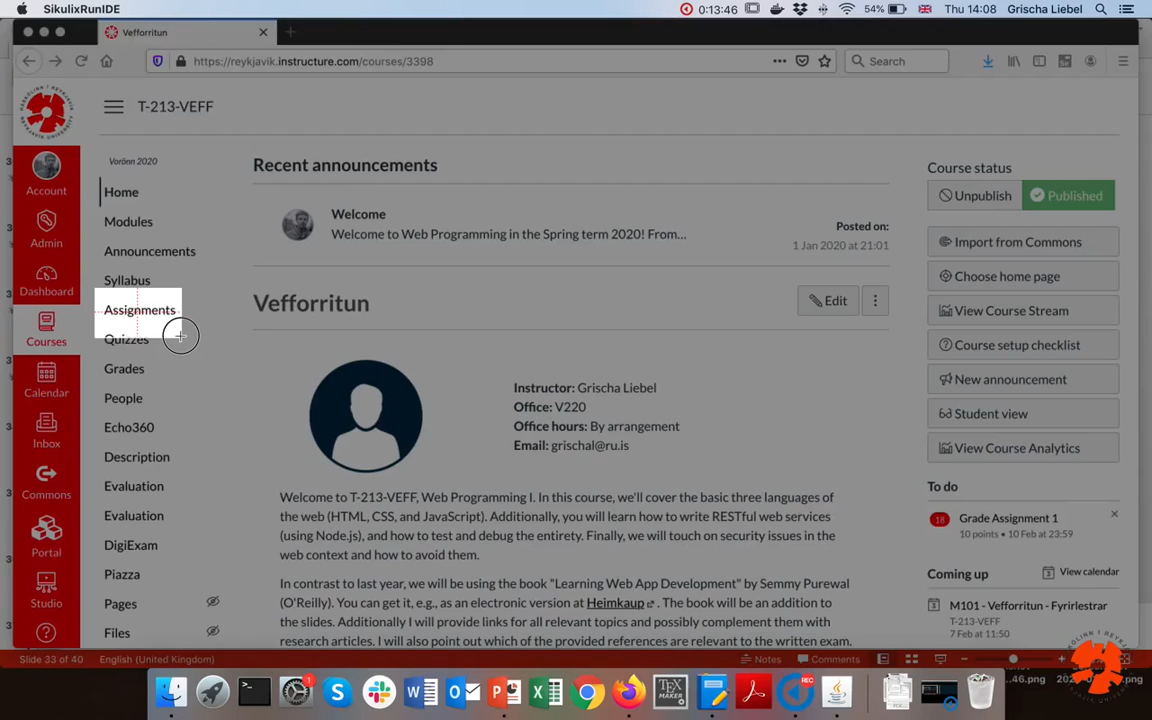 SikulixRunIDE
0:13:46
54%
Thu 14:08
Grischa Liebel
Vefforritun
https://reykjavik.instructure.com/courses/3398
Search
T-213-VEFF
Account
Admin
Dashboard
Courses
Calendar
Inbox
Commons
Portal
Studio
Vorönn 2020
Home
Modules
Announcements
Syllabus
Assignments
Quizzes
Grades
People
Echo360
Description
Evaluation
Evaluation
DigiExam
Piazza
Pages
Files
Recent announcements
Welcome
Welcome to Web Programming in the Spring term 2020! From...
Posted on:
1 Jan 2020 at 21:01
Vefforritun
Edit
Instructor: Grischa Liebel
Office: V220
Office hours: By arrangement
Email: grischal@ru.is
Welcome to T-213-VEFF, Web Programming I. In this course, we'll cover the basic three languages of
the web (HTML, CSS, and JavaScript). Additionally, you will learn how to write RESTful web services
(using Node.js), and how to test and debug the entirety. Finally, we will touch on security issues in the
web context and how to avoid them.
In contrast to last year, we will be using the book "Learning Web App Development" by Semmy Purewal
(O'Reilly). You can get it, e.g., as an electronic version at Heimkaup. The book will be an addition to
the slides. Additionally I will provide links for all relevant topics and possibly complement them with
research articles. I will also point out which of the provided references are relevant to the written exam.
Course status
Unpublish
Published
Import from Commons
Choose home page
View Course Stream
Course setup checklist
New announcement
Student view
View Course Analytics
To do
18
Grade Assignment 1
10 points • 10 Feb at 23:59
Coming up
View calendar
M101 - Vefforritun - Fyrirlestrar
T-213-VEFF
7 Feb at 11:50
Slide 33 of 40
English (United Kingdom)
Notes
Comments
1
REC
TEX
MAKER
...46.png
.png